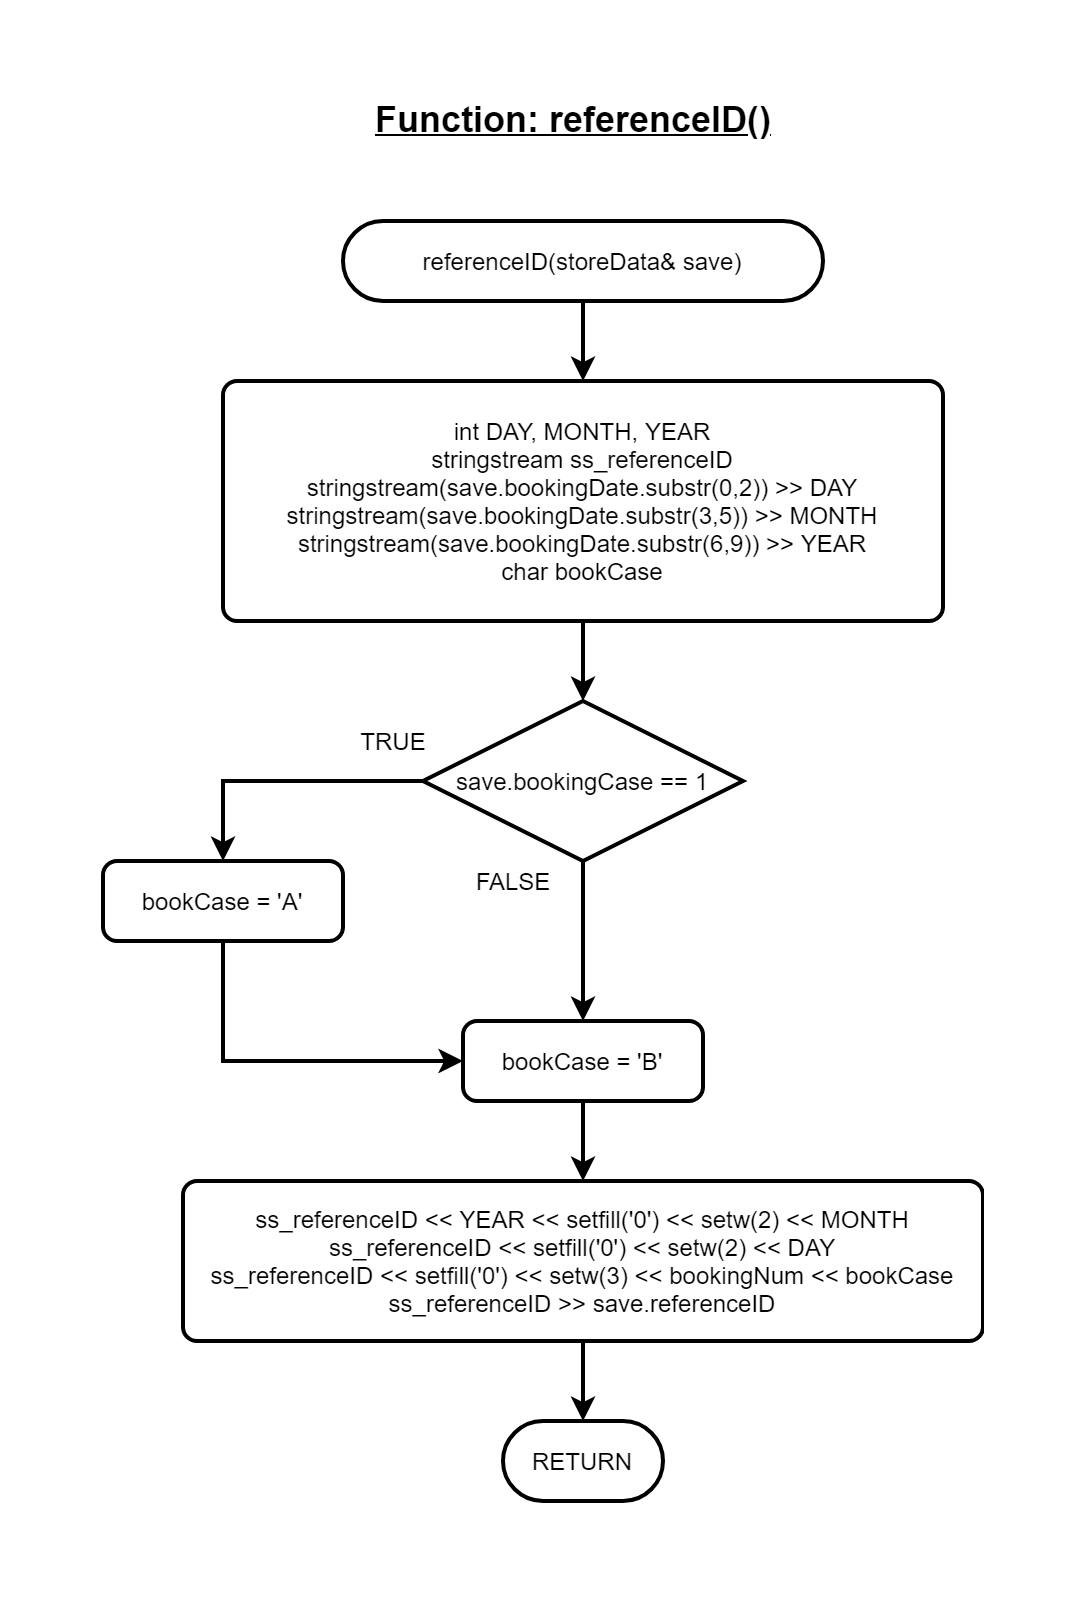 Function: referenceID()
referenceID(storeData& save)
int DAY, MONTH, YEAR
stringstream ss_referenceID
stringstream(save.bookingDate.substr(0,2)) >> DAY
stringstream(save.bookingDate.substr(3,5)) >> MONTH
stringstream(save.bookingDate.substr(6,9)) >> YEAR
char bookCase
TRUE
save.bookingCase == 1
FALSE
bookCase = 'A'
bookCase = 'B'
ss_referenceID << YEAR << setfill('0') << setw(2) << MONTH
ss_referenceID << setfill('0') << setw(2) << DAY
ss_referenceID << setfill('0') << setw(3) << bookingNum << bookCase
ss_referenceID >> save.referenceID
RETURN